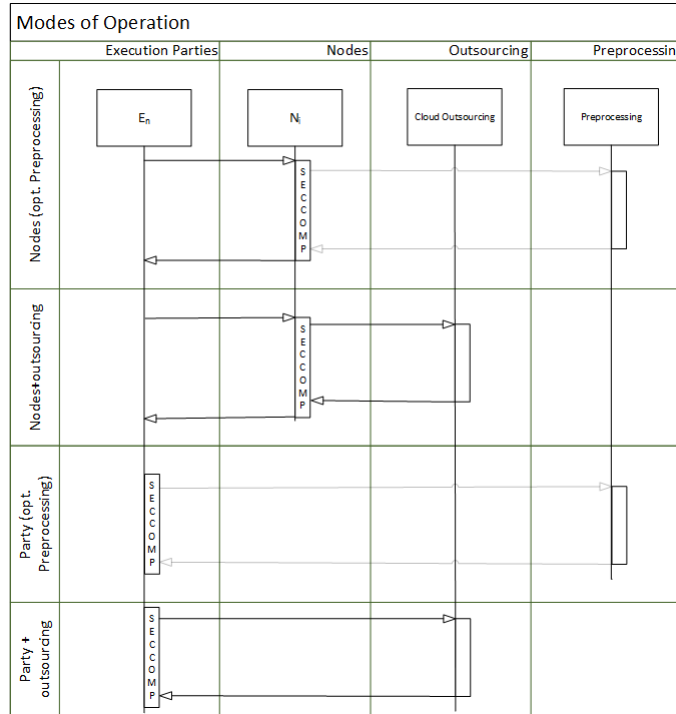 Modes of Operation
Execution Parties
Nodes
Outsourcing
Preprocessin
Nodes (opt. Preprocessing)
En
Ni
Cloud Outsourcing
Preprocessing
SECCOMP
Nodes+outsourcing
SECCOMP
Party (opt.
Preprocessing)
SECCOMP
Party +
outsourcing
SECCOMP